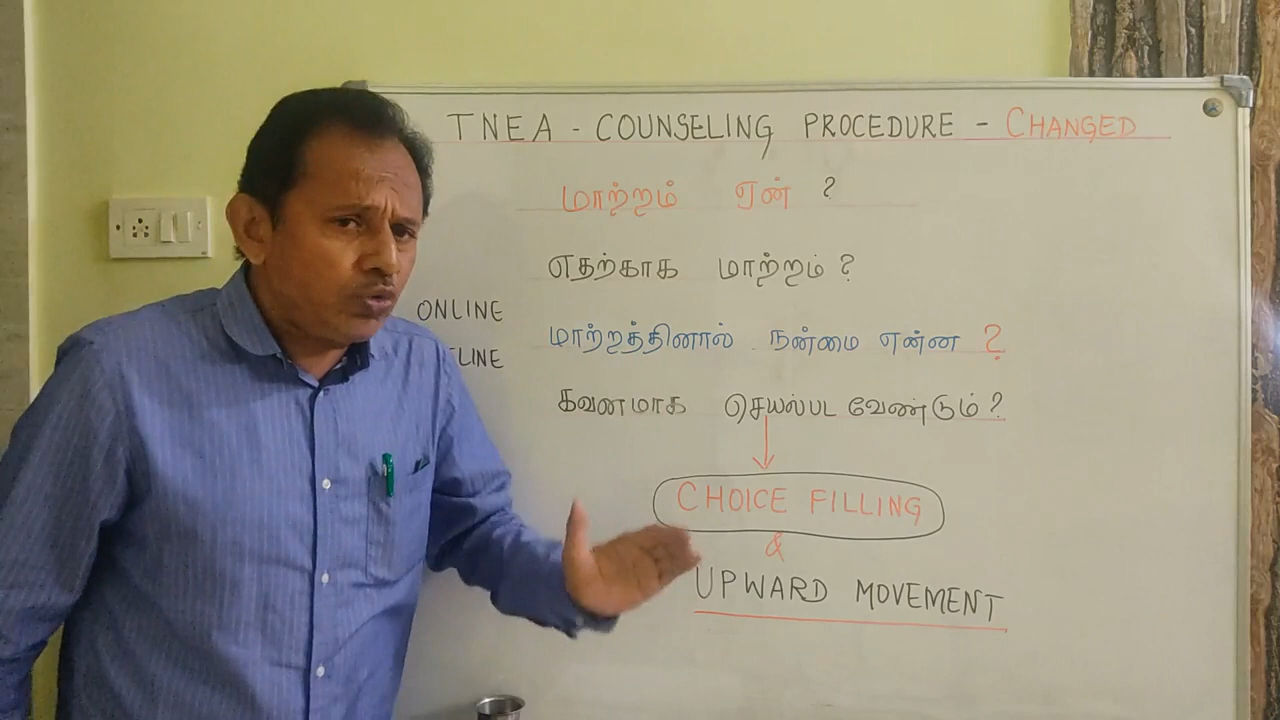 TNEA - COUNSELING PROCEDURE - CHANGED
மாற்றம் ஏன் ?
எதற்காக மாற்றம் ?
ONLINE
மாற்றத்தினால் நன்மை என்ன ?
LINE
கவனமாக செயல்பட வேண்டும் ?
CHOICE FILLING
&
UPWARD MOVEMENT